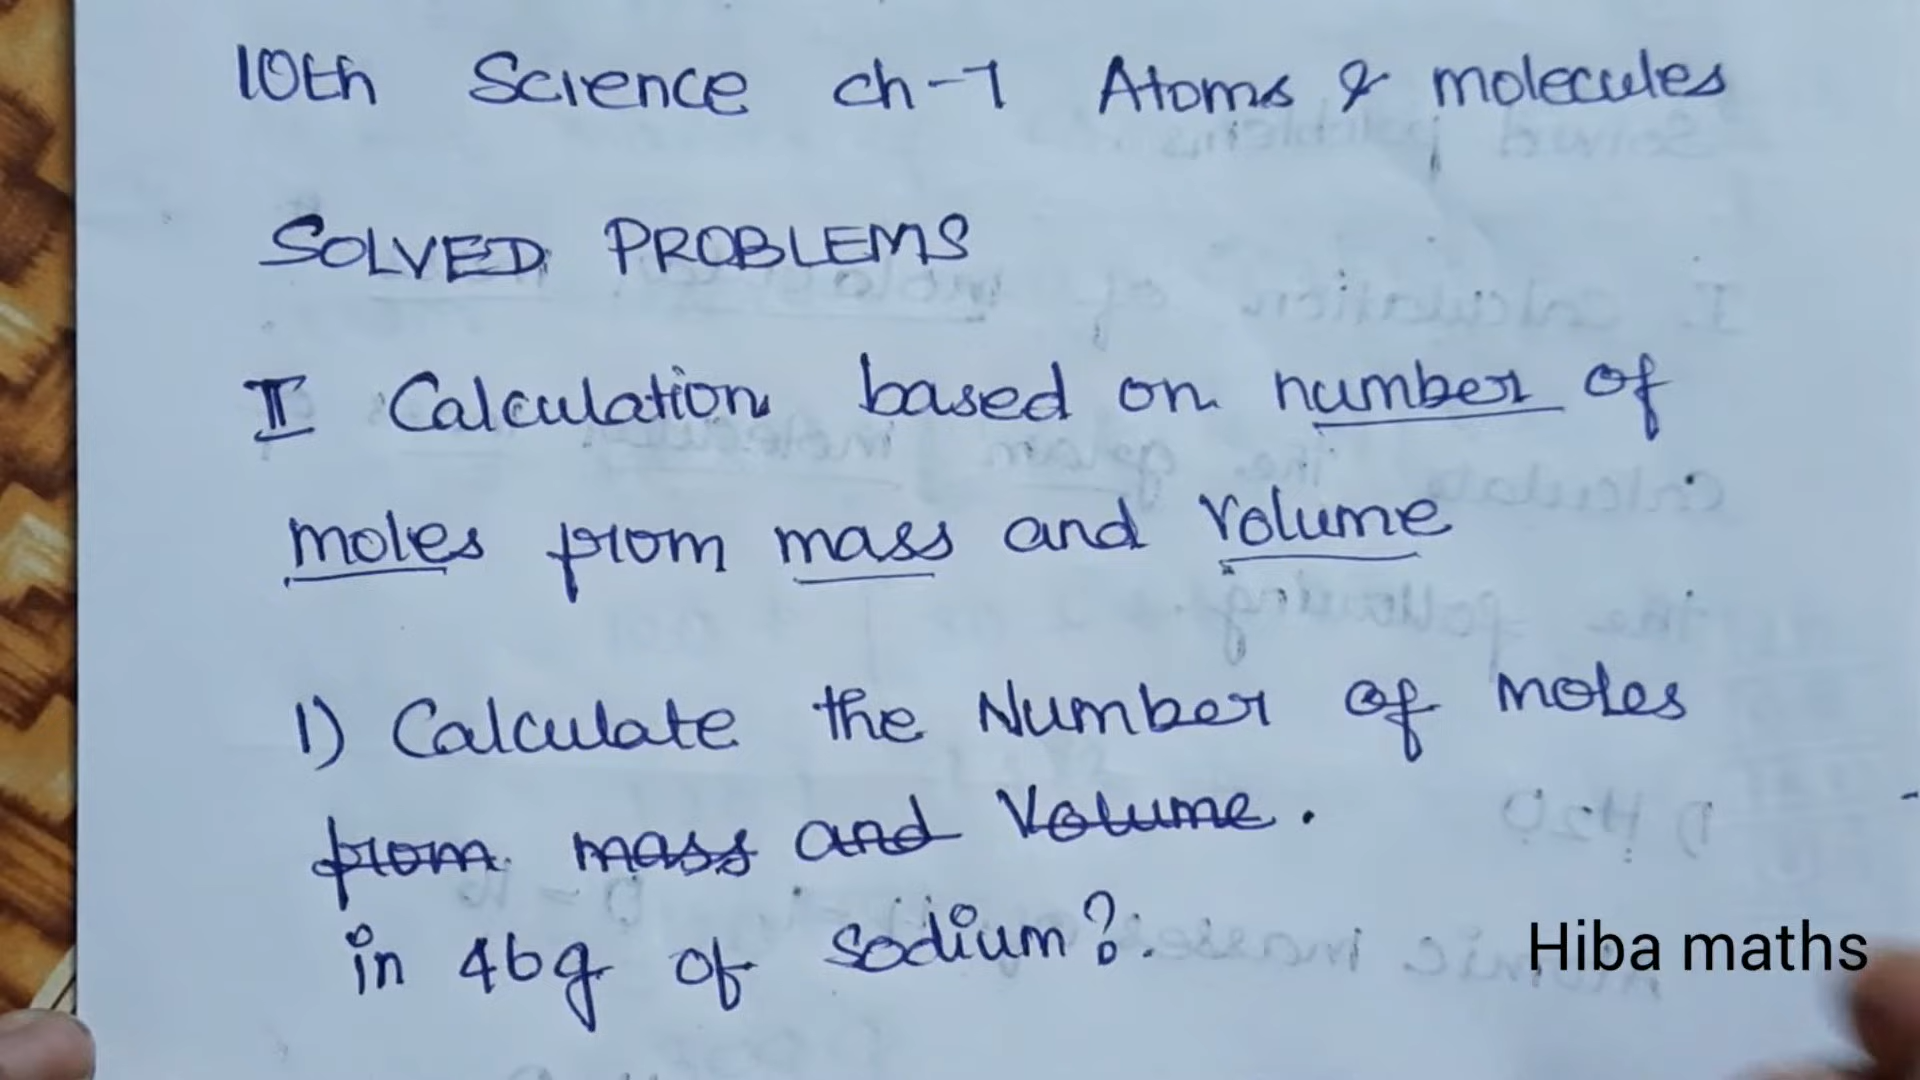 10th Science ch-7 Atoms & molecules
SOLVED PROBLEMS
II Calculation based on number of
moles from mass and Volume
1) Calculate the Number of moles
from mass and Volume.
in 46g of sodium?.
Hiba maths